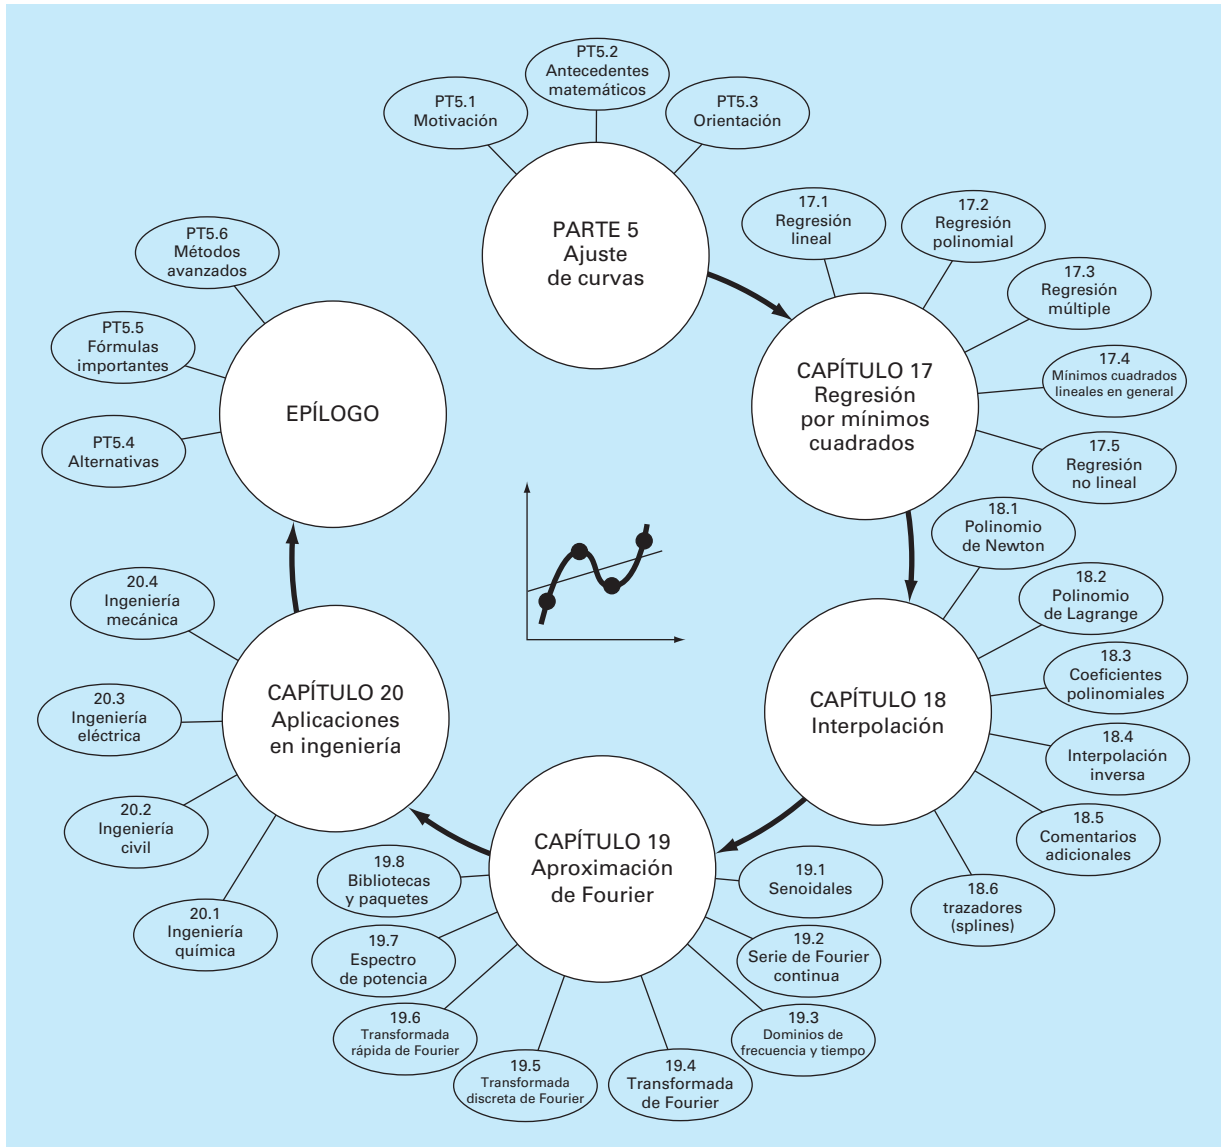 PT5.1
Motivación
PT5.2
Antecedentes
matemáticos
PT5.3
Orientación
PARTE 5
Ajuste
de curvas
17.1
Regresión
lineal
17.2
Regresión
polinomial
17.3
Regresión
múltiple
17.4
Mínimos cuadrados
lineales en general
17.5
Regresión
no lineal
CAPÍTULO 17
Regresión
por mínimos
cuadrados
18.1
Polinomio
de Newton
18.2
Polinomio
de Lagrange
18.3
Coeficientes
polinomiales
18.4
Interpolación
inversa
18.5
Comentarios
adicionales
18.6
trazadores
(splines)
CAPÍTULO 18
Interpolación
CAPÍTULO 19
Aproximación
de Fourier
19.1
Senoidales
19.2
Serie de Fourier
continua
19.3
Dominios de
frecuencia y tiempo
19.4
Transformada
de Fourier
19.5
Transformada
discreta de Fourier
19.6
Transformada
rápida de Fourier
19.7
Espectro
de potencia
19.8
Bibliotecas
y paquetes
CAPÍTULO 20
Aplicaciones
en ingeniería
20.1
Ingeniería
química
20.2
Ingeniería
civil
20.3
Ingeniería
eléctrica
20.4
Ingeniería
mecánica
EPÍLOGO
PT5.4
Alternativas
PT5.5
Fórmulas
importantes
PT5.6
Métodos
avanzados